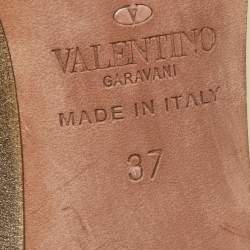 V
VALENTINO
GARAVANI
MADE IN ITALY
37